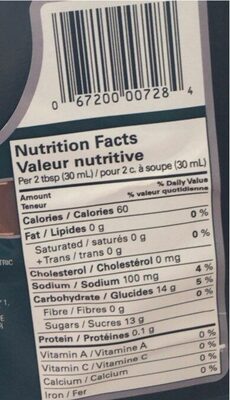 0 67200 00728 4
Nutrition Facts
Valeur nutritive
Per 2 tbsp (30 mL) / pour 2 c. à soupe (30 mL)
Amount % Daily Value
Teneur % valeur quotidienne
Calories / Calories 60
Fat / Lipides 0 g 0 %
Saturated / saturés 0 g 0 %
+ Trans / trans 0 g
Cholesterol / Cholestérol 0 mg
Sodium / Sodium 100 mg 4 %
Carbohydrate / Glucides 14 g 5 %
Fibre / Fibres 0 g 0 %
Sugars / Sucres 13 g
Protein / Protéines 0.1 g
Vitamin A / Vitamine A 0 %
Vitamin C / Vitamine C 0 %
Calcium / Calcium 0 %
Iron / Fer 0 %
TRIC